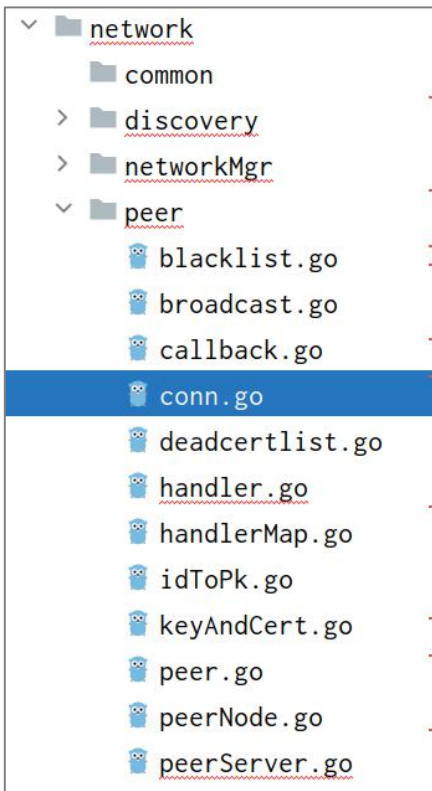 network
common
discovery
networkMgr
peer
blacklist.go
broadcast.go
callback.go
conn.go
deadcertlist.go
handler.go
handlerMap.go
idToPk.go
keyAndCert.go
peer.go
peerNode.go
peerServer.go